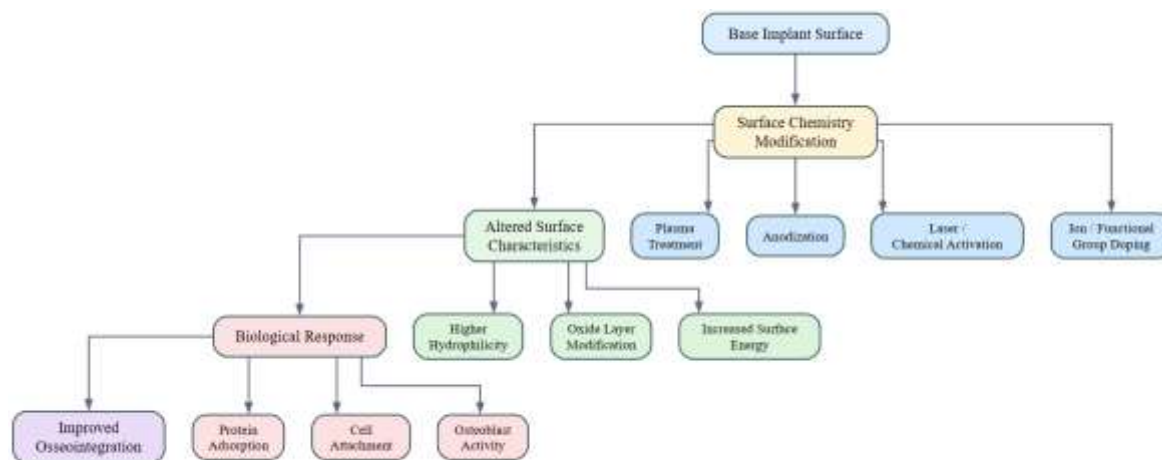 Base Implant Surface
Surface Chemistry
Modification
Altered Surface
Characteristics
Plasma
Treatment
Anodization
Laser /
Chemical Activation
Ion / Functional
Group Doping
Biological Response
Higher
Hydrophilicity
Oxide Layer
Modification
Increased Surface
Energy
Improved
Osseointegration
Protein
Adsorption
Cell
Attachment
Osteoblast
Activity